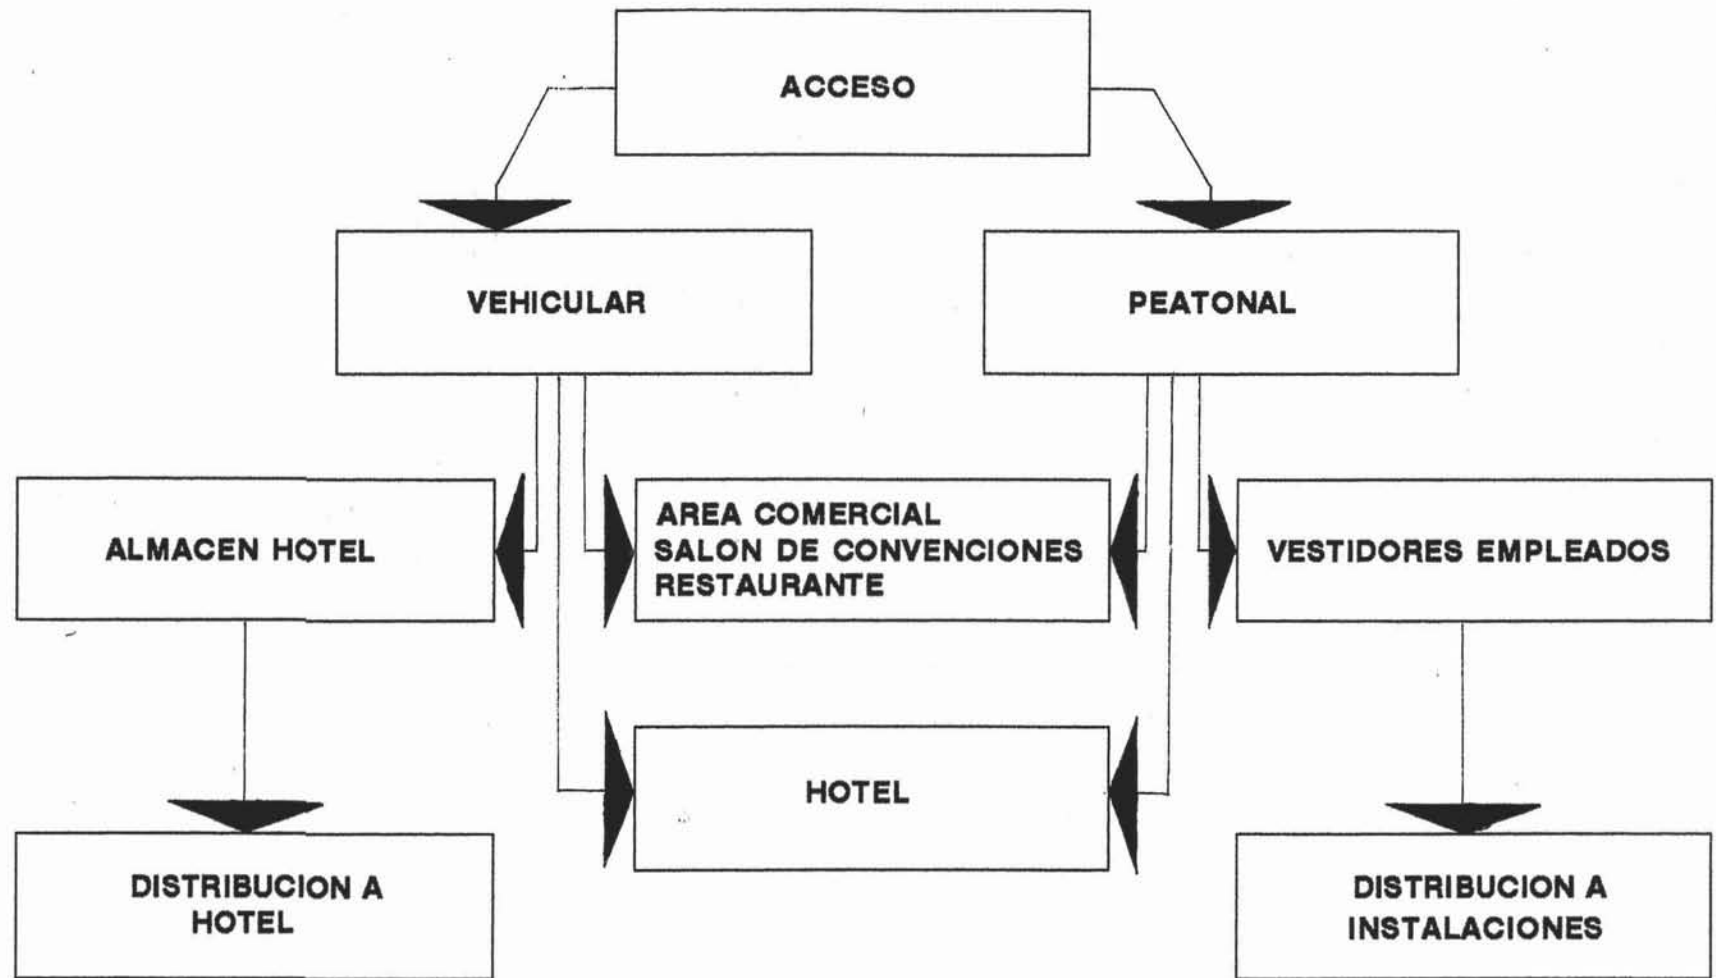 ACCESO
VEHICULAR
PEATONAL
ALMACEN HOTEL
AREA COMERCIAL
SALON DE CONVENCIONES
RESTAURANTE
VESTIDORES EMPLEADOS
HOTEL
DISTRIBUCION A
HOTEL
DISTRIBUCION A
INSTALACIONES